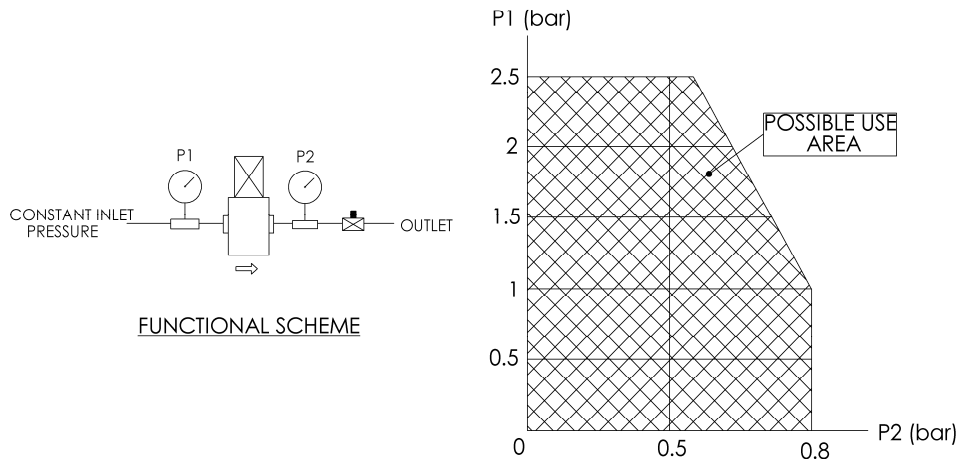 P1
P2
CONSTANT INLET
PRESSURE
OUTLET
FUNCTIONAL SCHEME
P1 (bar)
2.5
2
1.5
1
0.5
0
0.5
0.8
P2 (bar)
POSSIBLE USE
AREA